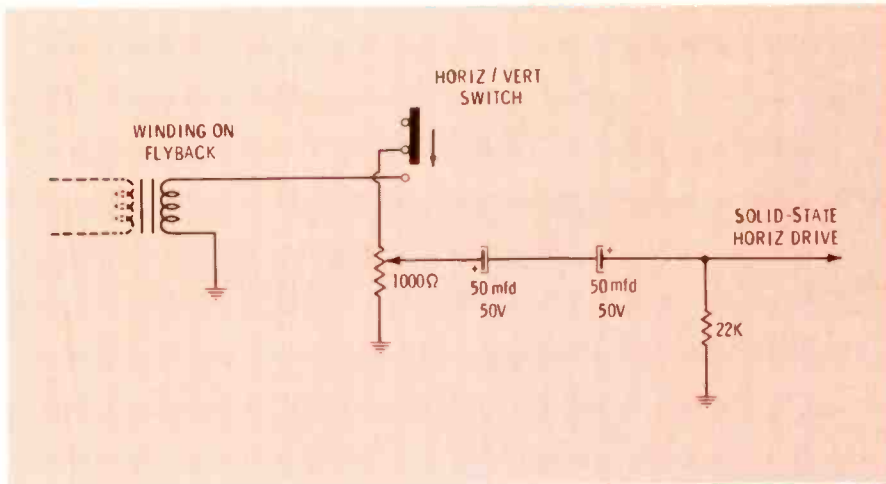 HORIZ / VERT
SWITCH
WINDING ON
FLYBACK
SOLID-STATE
HORIZ DRIVE
1000Ω
+
50 mfd
50V
+
50 mfd
50V
22K